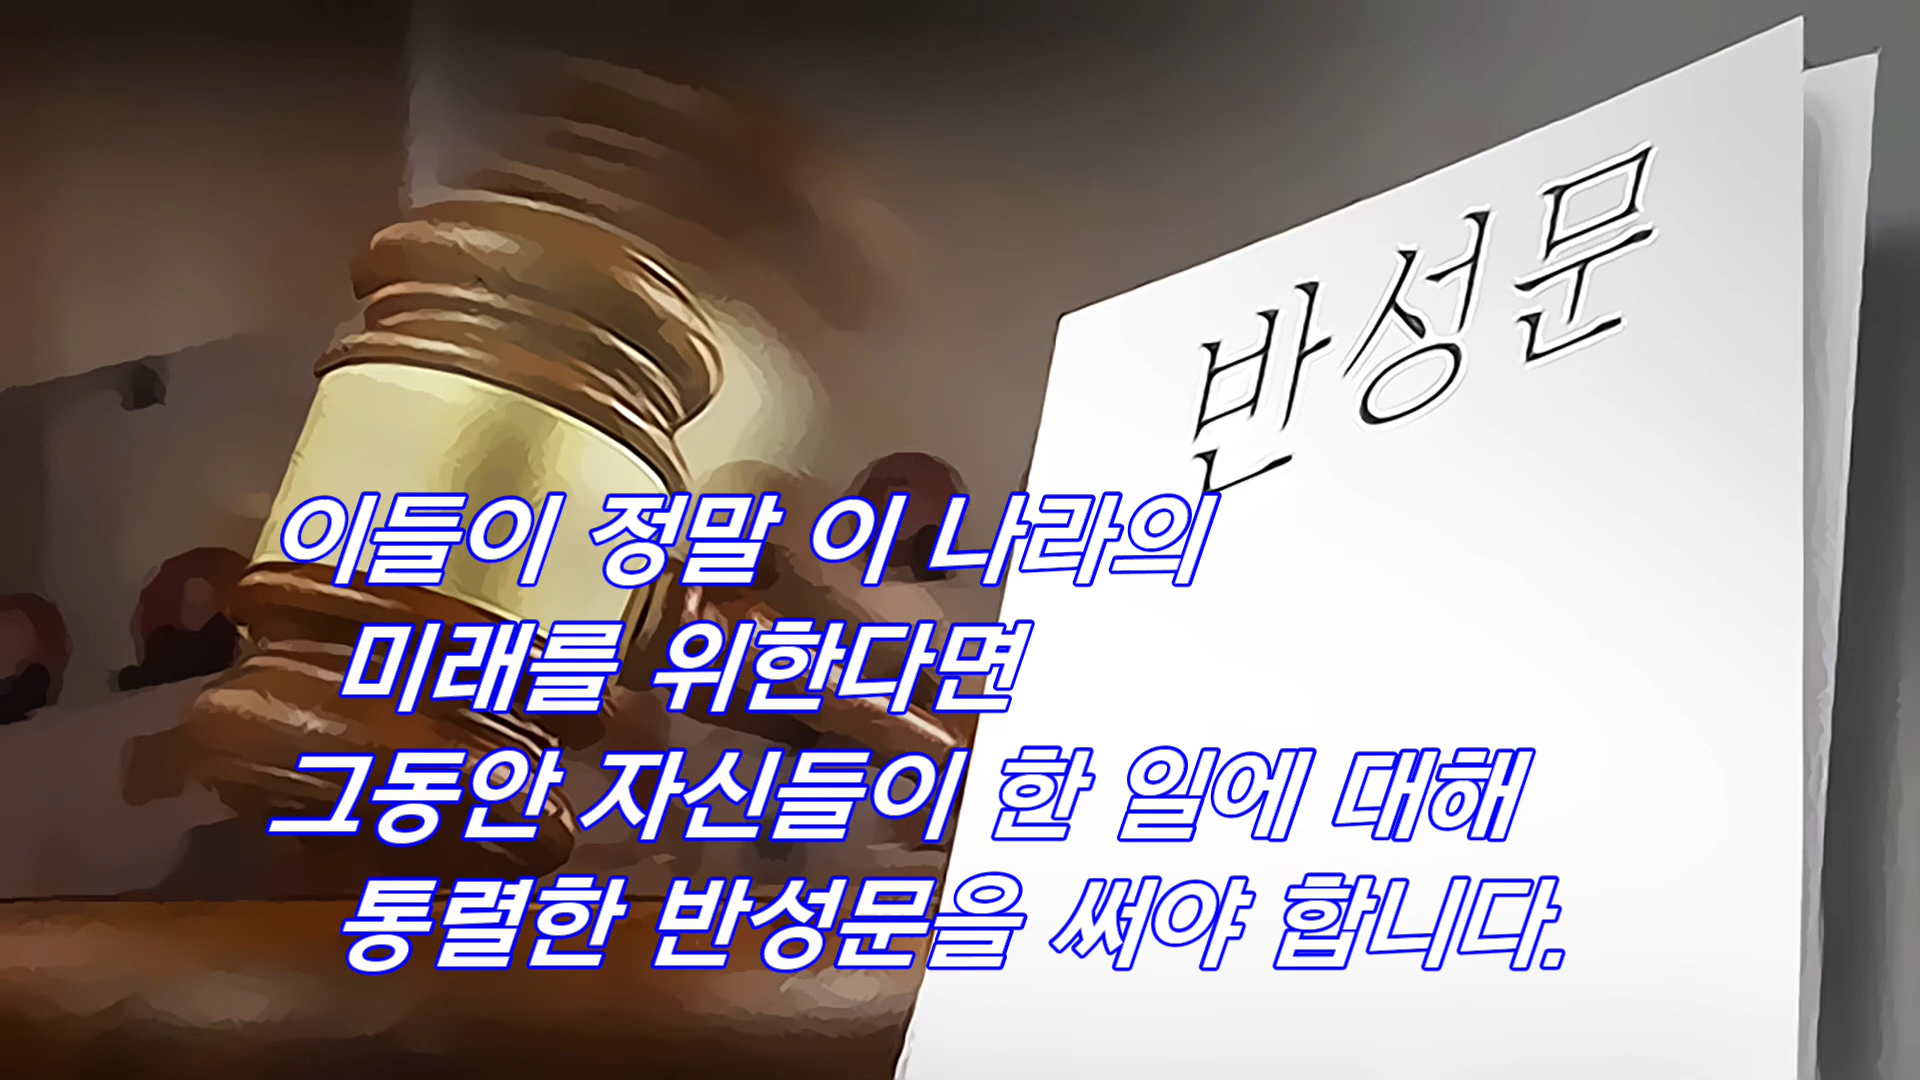 반성문
이들이 정말 이 나라의
미래를 위한다면
그동안 자신들이 한 일에 대해
통렬한 반성문을 써야 합니다.